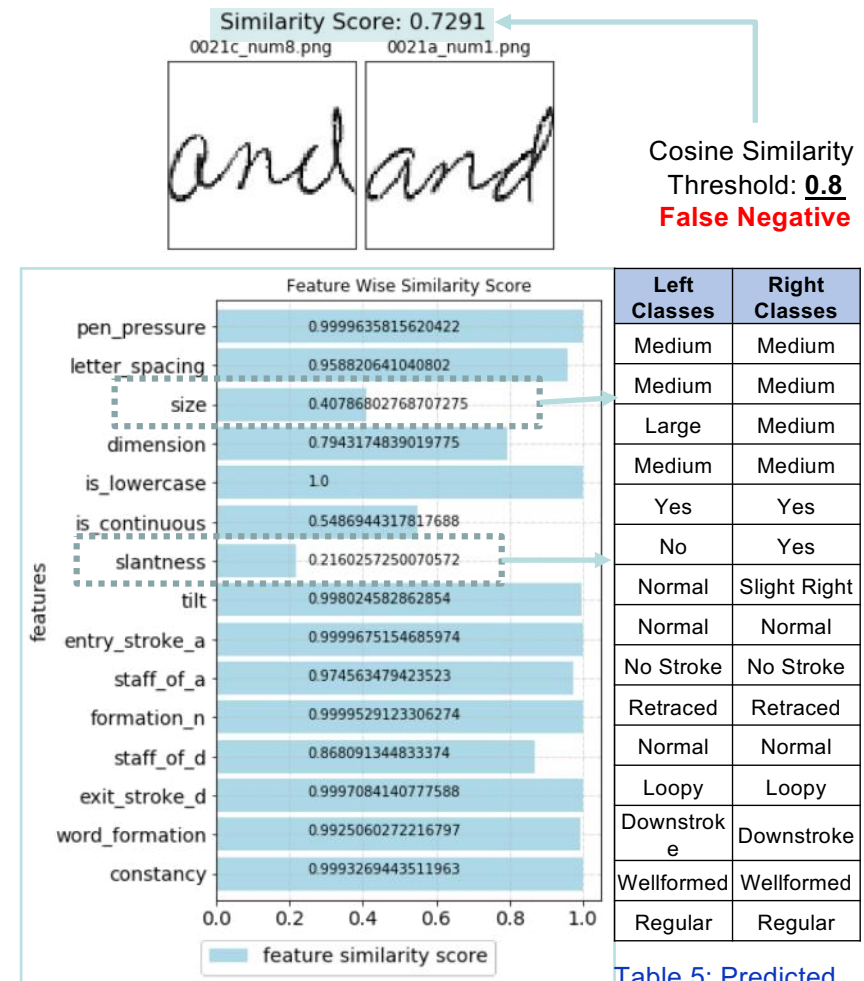 Similarity Score: 0.7291
0021c_num8.png 0021a_num1.png
and and
Cosine Similarity
Threshold: 0.8
False Negative
Feature Wise Similarity Score
Left Classes Right Classes
pen_pressure 0.9999635815620422 Medium Medium
letter_spacing 0.958820641040802 Medium Medium
size 0.40786802768707275 Large Medium
dimension 0.7943174839019775 Medium Medium
is_lowercase 1.0 Yes Yes
is_continuous 0.5486944317817688 No Yes
slantness 0.2160257250070572 Normal Slight Right
tilt 0.998024582862854 Normal Normal
entry_stroke_a 0.9999675154685974 No Stroke No Stroke
staff_of_a 0.974563479423523 Retraced Retraced
formation_n 0.9999529123306274 Normal Normal
staff_of_d 0.868091344833374 Loopy Loopy
exit_stroke_d 0.9997084140777588 Downstroke Downstroke
word_formation 0.9925060272216797 Wellformed Wellformed
constancy 0.9993269443511963 Regular Regular
features
0.0 0.2 0.4 0.6 0.8 1.0
feature similarity score
Table 5: Predicted